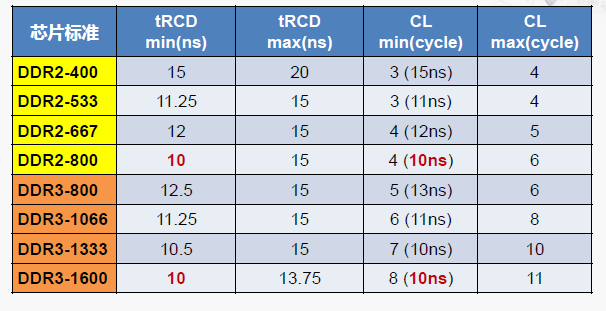 芯片标准 tRCD min(ns) tRCD max(ns) CL min(cycle) CL max(cycle)
DDR2-400 15 20 3 (15ns) 4
DDR2-533 11.25 15 3 (11ns) 4
DDR2-667 12 15 4 (12ns) 5
DDR2-800 10 15 4 (10ns) 6
DDR3-800 12.5 15 5 (13ns) 6
DDR3-1066 11.25 15 6 (11ns) 8
DDR3-1333 10.5 15 7 (10ns) 10
DDR3-1600 10 13.75 8 (10ns) 11